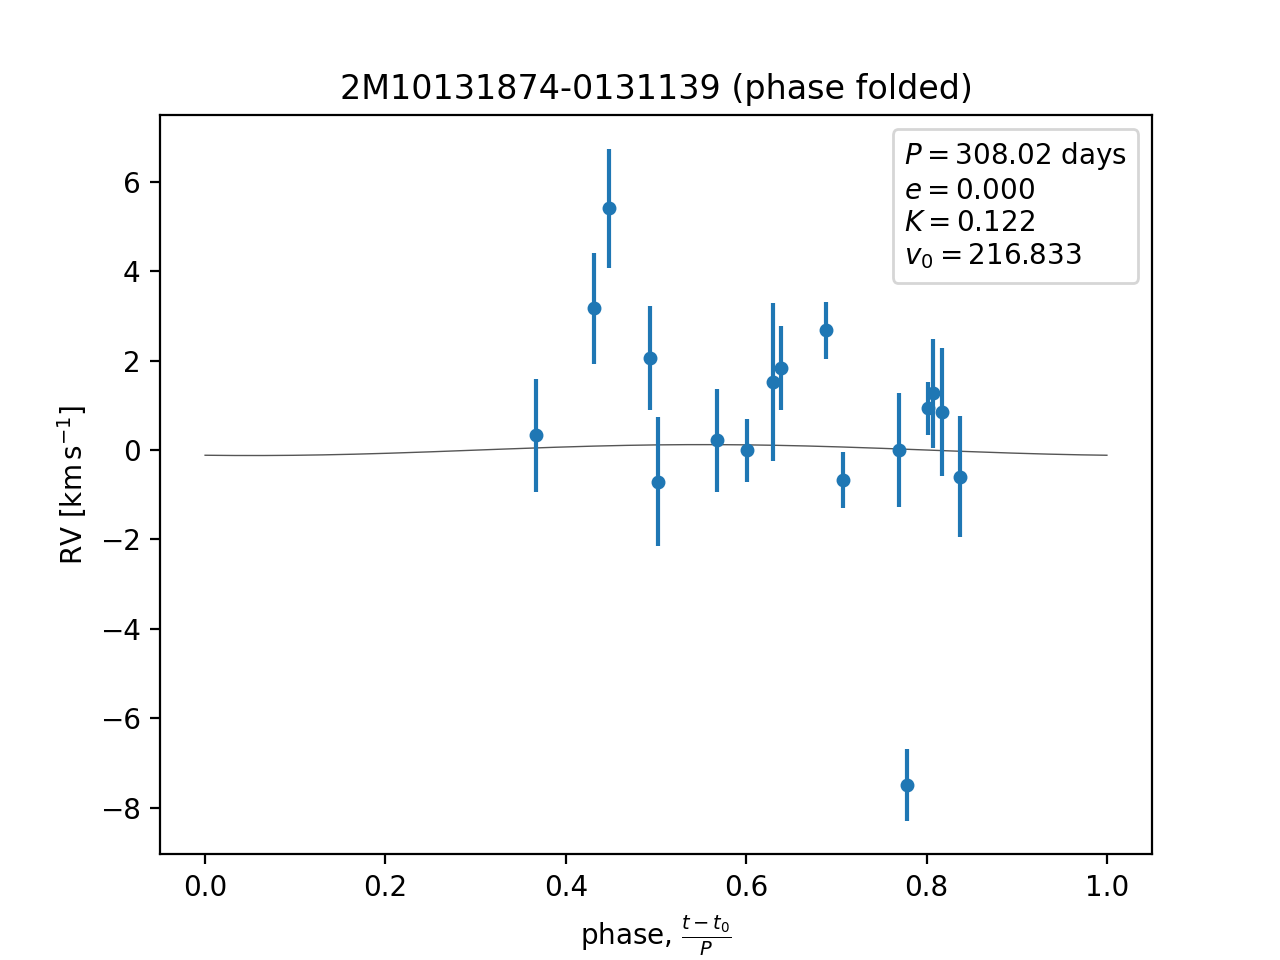 2M10131874-0131139 (phase folded)
P = 308.02 days
e = 0.000
K = 0.122
v₀ = 216.833
6
4
2
0
−2
−4
−6
−8
RV [km s⁻¹]
0.0 0.2 0.4 0.6 0.8 1.0
phase, (t − t₀)/P